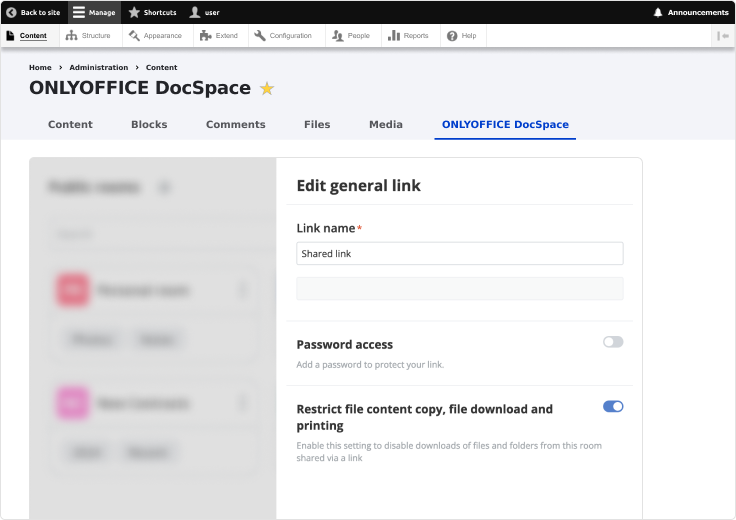 Back to site Manage Shortcuts user Announcements
Content Structure Appearance Extend Configuration People Reports Help
Home › Administration › Content
ONLYOFFICE DocSpace
Content Blocks Comments Files Media ONLYOFFICE DocSpace
Edit general link
Link name*
Shared link
Password access
Add a password to protect your link.
Restrict file content copy, file download and
printing
Enable this setting to disable downloads of files and folders from this room
shared via a link